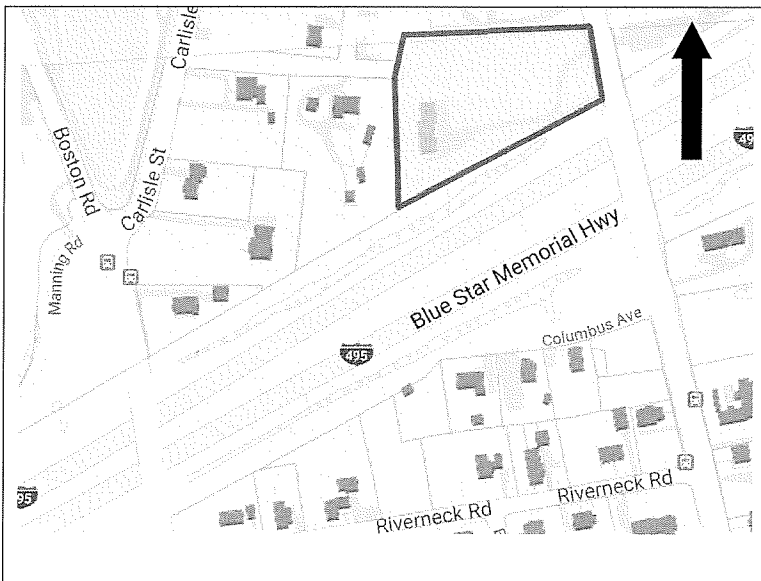 Carlisle
Boston Rd
Carlisle St
Manning Rd
Blue Star Memorial Hwy
495
Columbus Ave
Riverneck Rd
Riverneck Rd